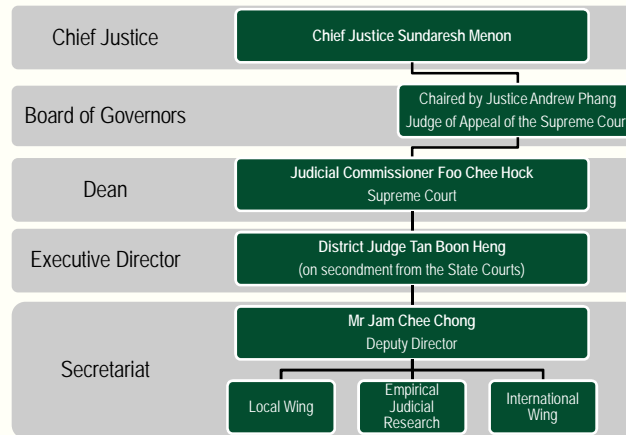 Chief Justice
Chief Justice Sundaresh Menon
Board of Governors
Chaired by Justice Andrew Phang
Judge of Appeal of the Supreme Cour
Dean
Judicial Commissioner Foo Chee Hock
Supreme Court
Executive Director
District Judge Tan Boon Heng
(on secondment from the State Courts)
Secretariat
Mr Jam Chee Chong
Deputy Director
Local Wing
Empirical
Judicial
Research
International
Wing